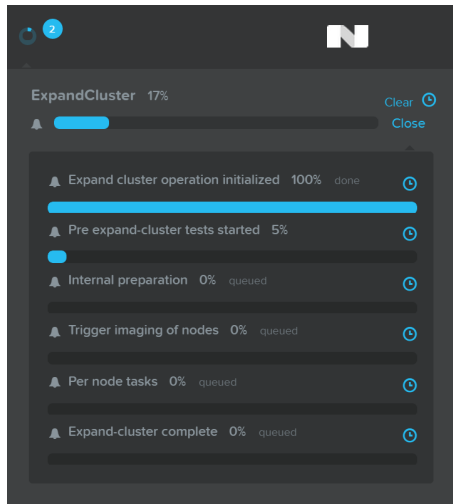 2
N
ExpandCluster 17%
Clear
Close
Expand cluster operation initialized 100% done
Pre expand-cluster tests started 5%
Internal preparation 0% queued
Trigger imaging of nodes 0% queued
Per node tasks 0% queued
Expand-cluster complete 0% queued